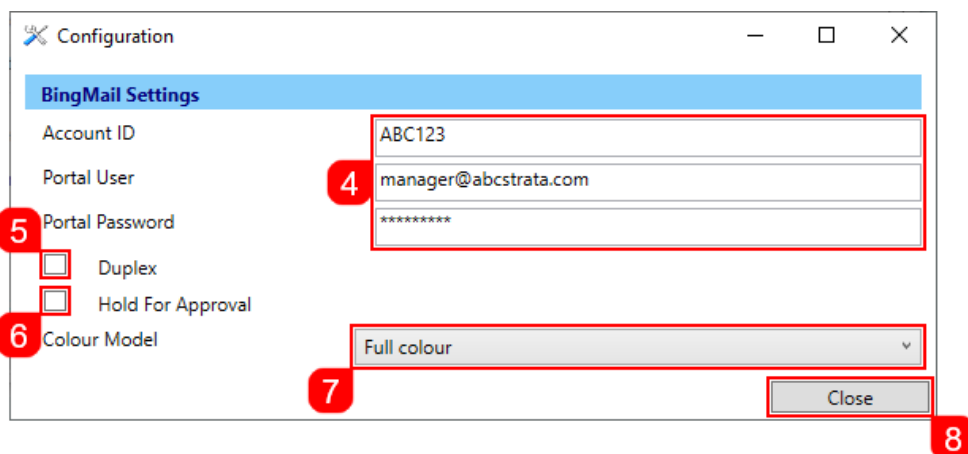 Configuration
BingMail Settings
Account ID ABC123
4
Portal User manager@abcstrata.com
Portal Password *********
5
Duplex
Hold For Approval
6
Colour Model Full colour
7
Close
8